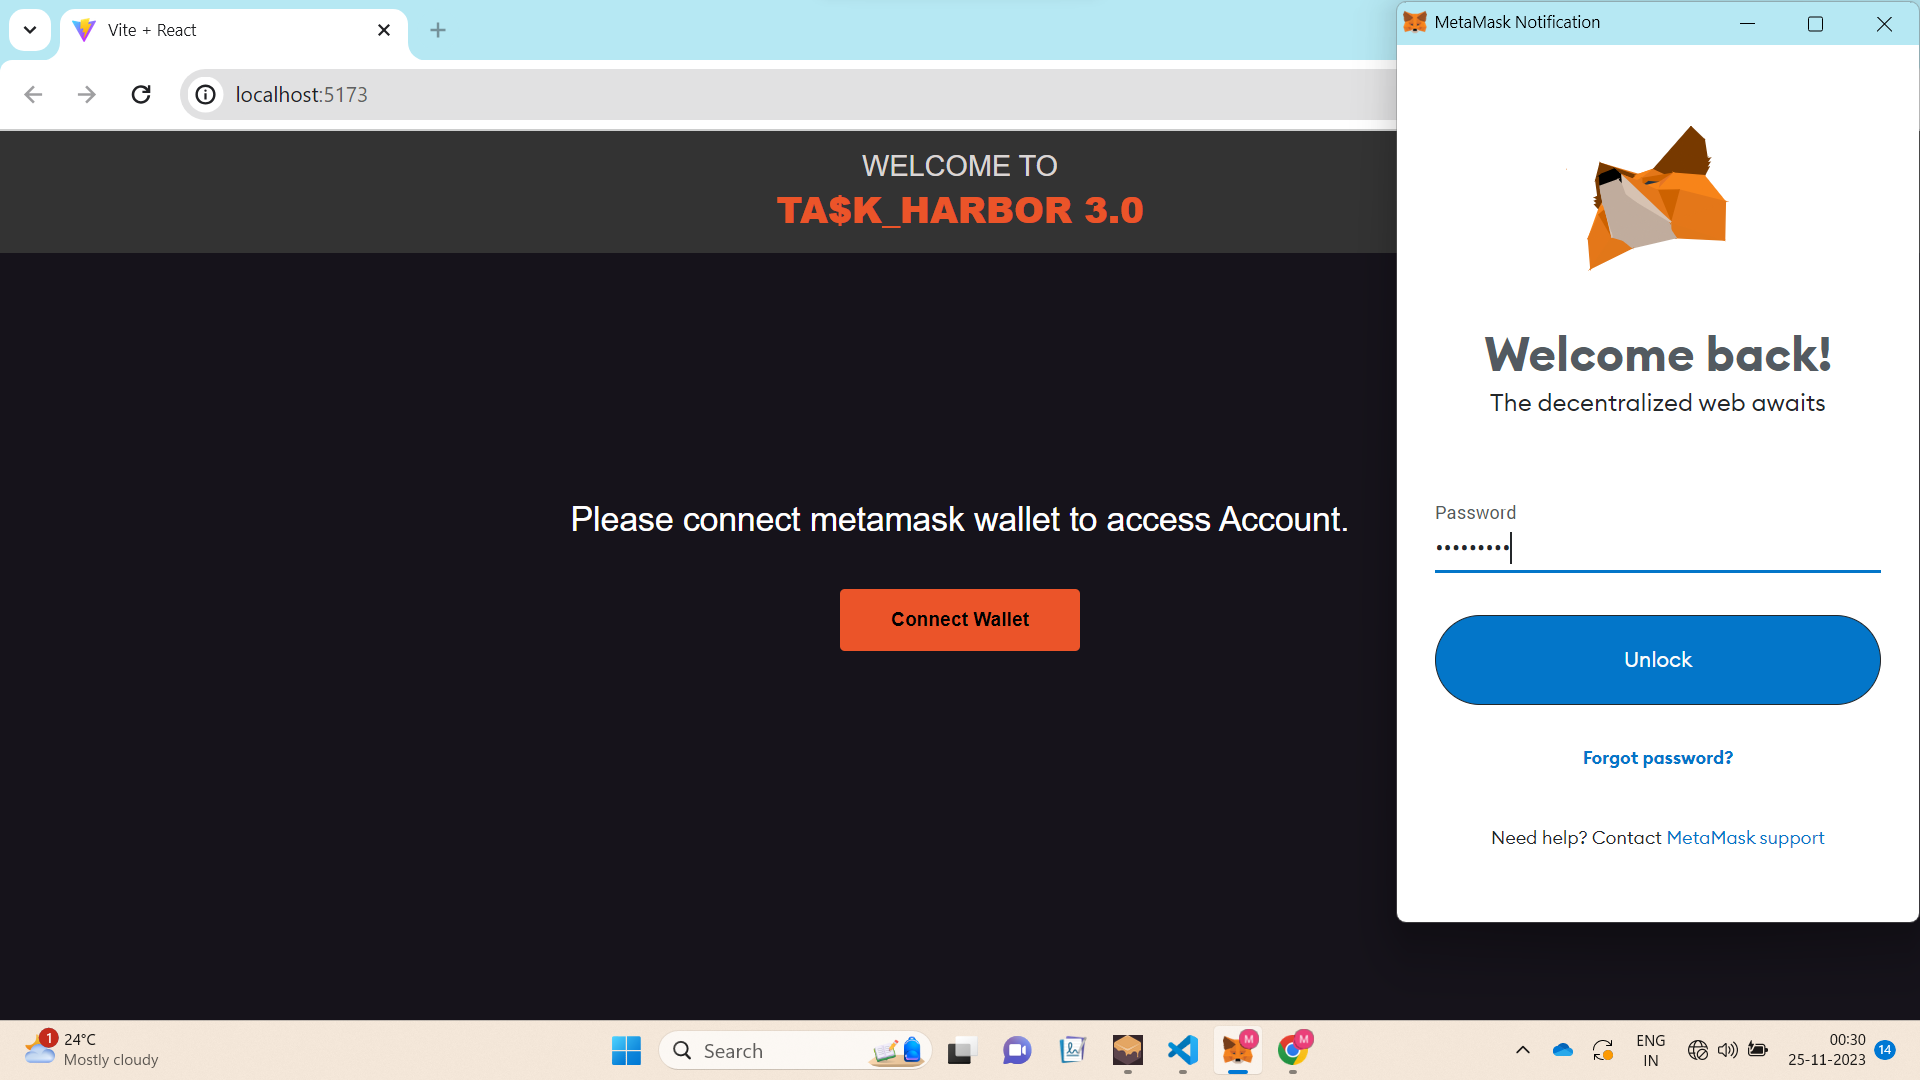 Vite + React
localhost:5173
WELCOME TO
TA$K_HARBOR 3.0
Please connect metamask wallet to access Account.
Connect Wallet
MetaMask Notification
Welcome back!
The decentralized web awaits
Password
•••••••••
Unlock
Forgot password?
Need help? Contact MetaMask support
1
24°C
Mostly cloudy
Search
M
M
ENG
IN
00:30
25-11-2023
14